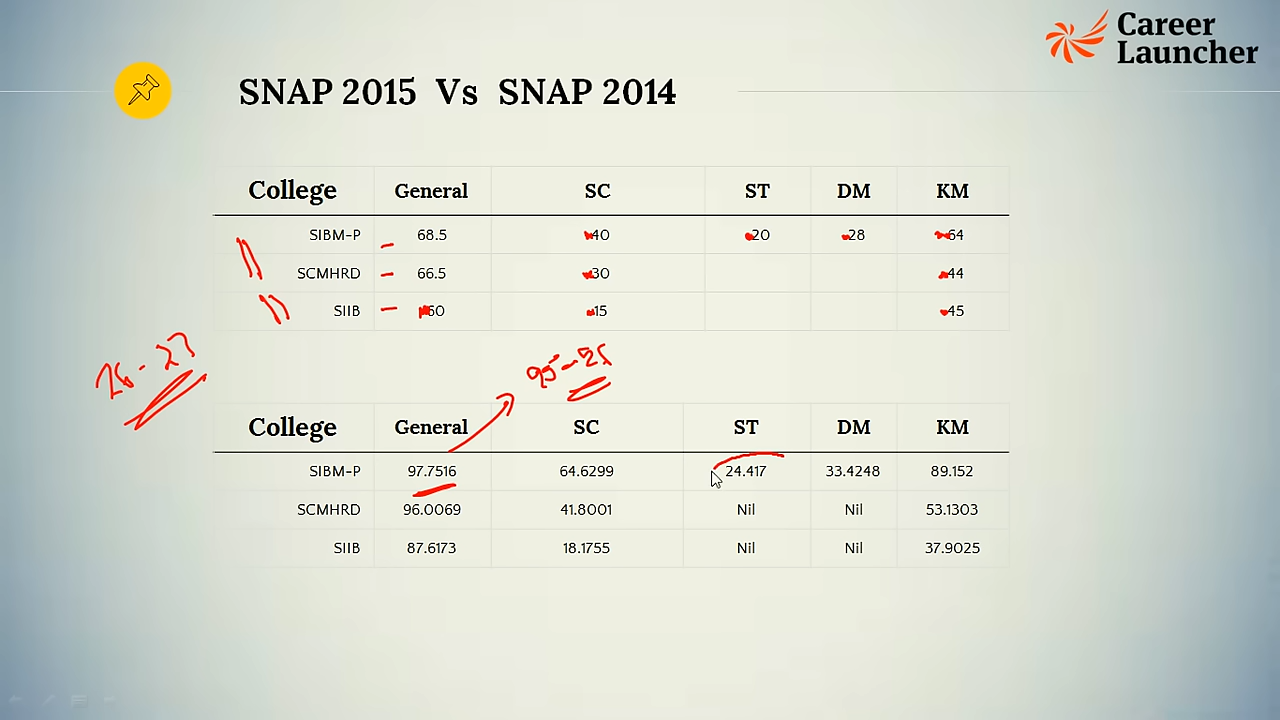 Career
Launcher
SNAP 2015 Vs SNAP 2014
College General SC ST DM KM
SIBM-P 68.5 40 20 28 64
SCMHRD 66.5 30 44
SIIB 60 15 45
26-27
College General SC ST DM KM
SIBM-P 97.7516 64.6299 24.417 33.4248 89.152
SCMHRD 96.0069 41.8001 Nil Nil 53.1303
SIIB 87.6173 18.1755 Nil Nil 37.9025